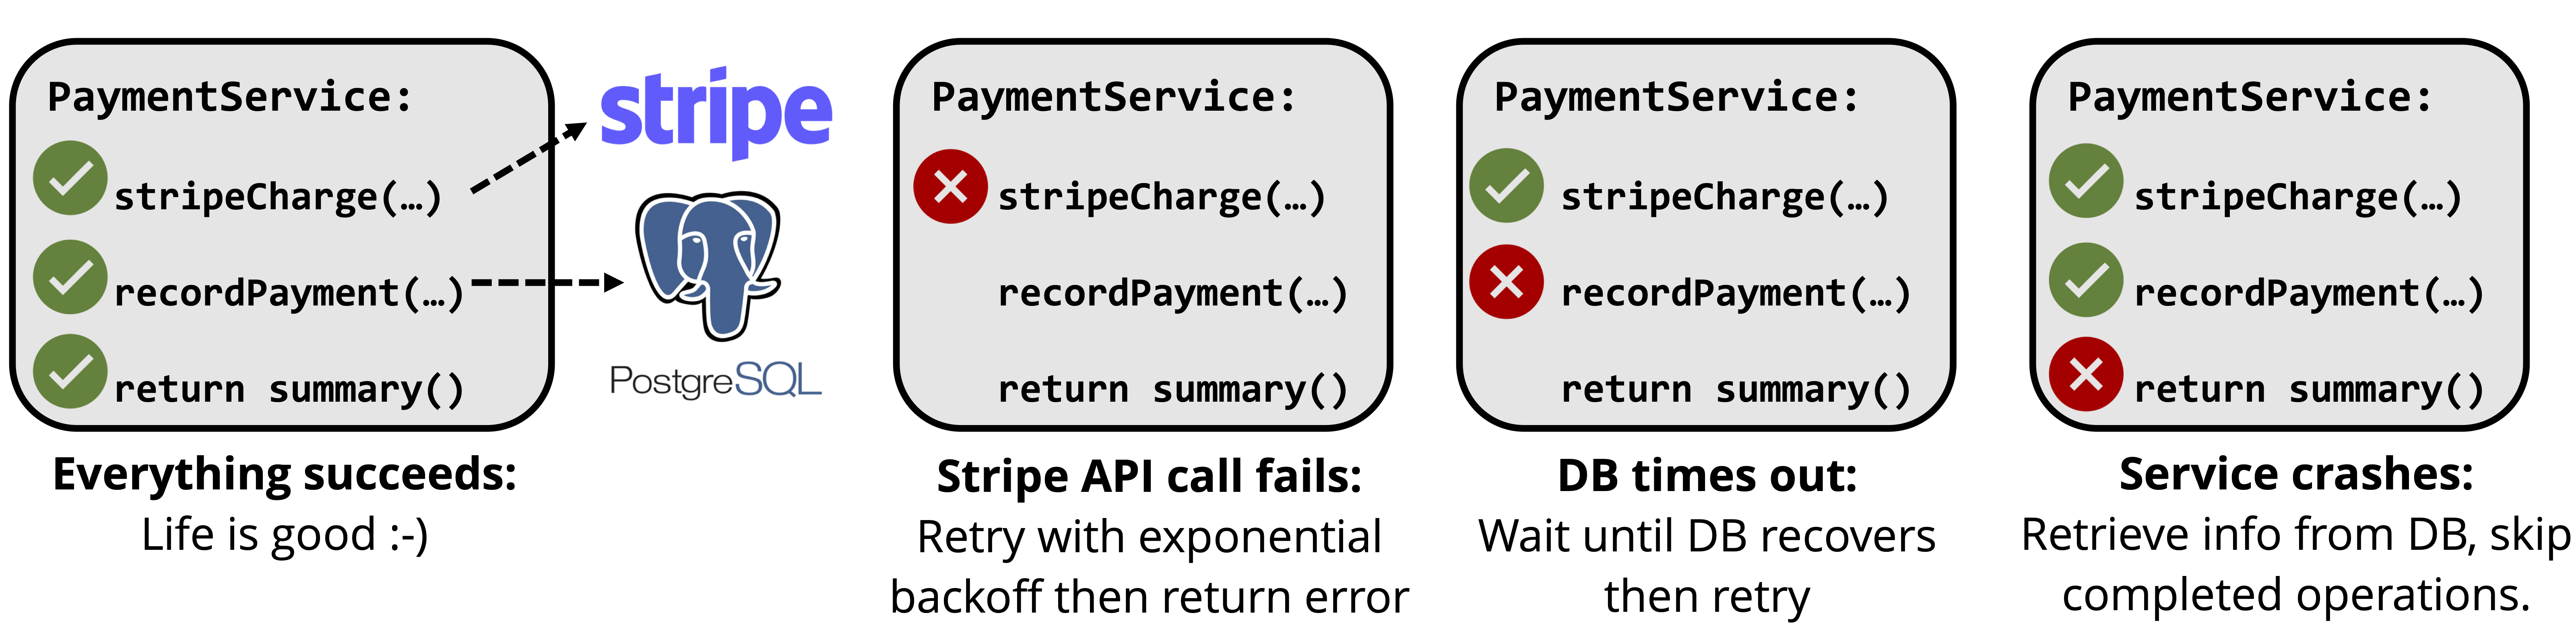 PaymentService:
stripeCharge(…)
recordPayment(…)
return summary()
Everything succeeds:
Life is good :-)
stripe
PostgreSQL
PaymentService:
stripeCharge(…)
recordPayment(…)
return summary()
Stripe API call fails:
Retry with exponential
backoff then return error
PaymentService:
stripeCharge(…)
recordPayment(…)
return summary()
DB times out:
Wait until DB recovers
then retry
PaymentService:
stripeCharge(…)
recordPayment(…)
return summary()
Service crashes:
Retrieve info from DB, skip
completed operations.